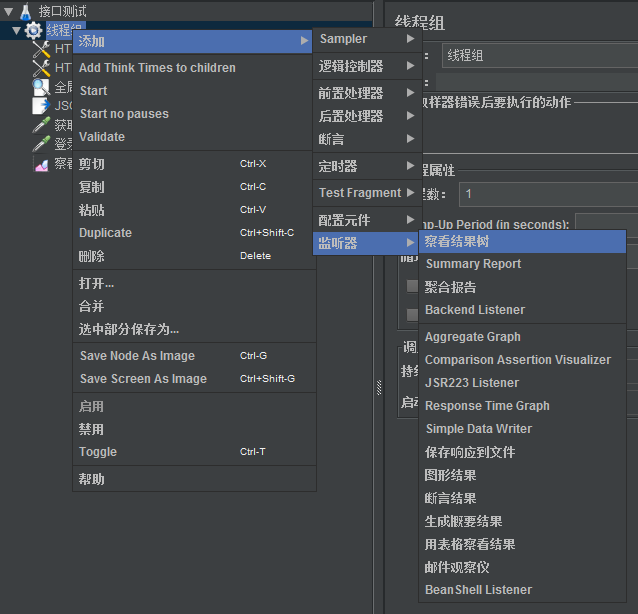 接口测试
线程组
HT
HT
全局
JSC
获取
登录
察看
添加
Add Think Times to children
Start
Start no pauses
Validate
剪切 Ctrl-X
复制 Ctrl-C
粘贴 Ctrl-V
Duplicate Ctrl+Shift-C
删除 Delete
打开...
合并
选中部分保存为...
Save Node As Image Ctrl-G
Save Screen As Image Ctrl+Shift-G
启用
禁用
Toggle Ctrl-T
帮助
Sampler
逻辑控制器
前置处理器
后置处理器
断言
定时器
Test Fragment
配置元件
监听器
察看结果树
Summary Report
聚合报告
Backend Listener
Aggregate Graph
Comparison Assertion Visualizer
JSR223 Listener
Response Time Graph
Simple Data Writer
保存响应到文件
图形结果
断言结果
生成概要结果
用表格察看结果
邮件观察仪
BeanShell Listener
线程组
: 线程组
:
取样器错误后要执行的动作
程属性
程数: 1
mp-Up Period (in seconds):
循
调
持续
启动